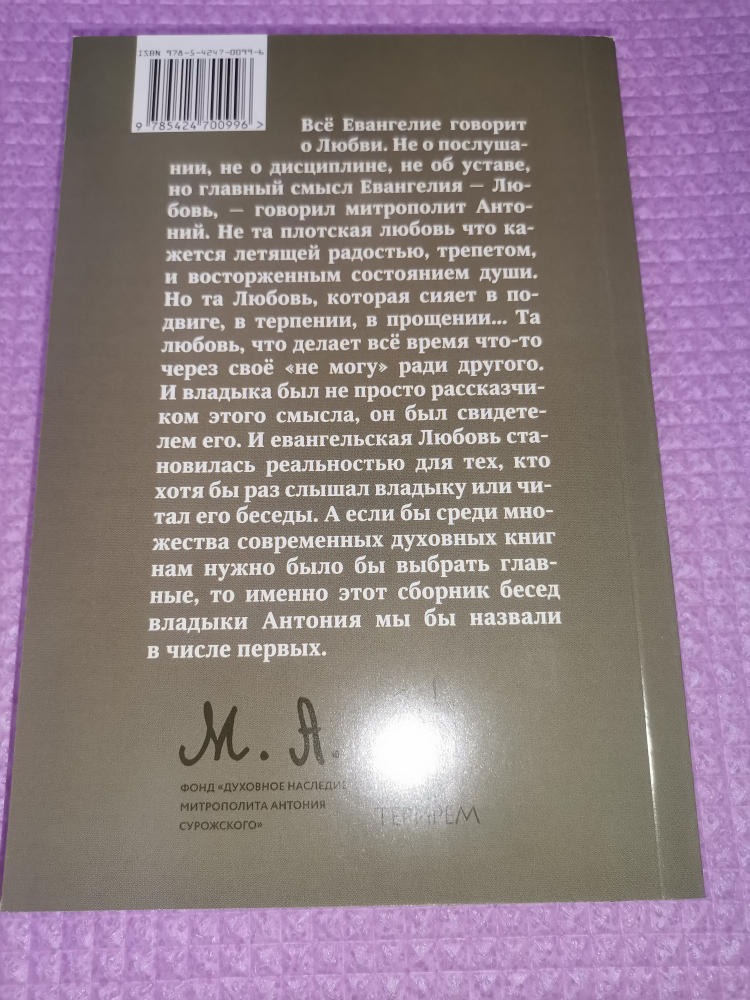 ISBN 978-5-4247-0099-6
9 785424 700996 >
Всё Евангелие говорит
о Любви. Не о послуша-
нии, не о дисциплине, не об уставе,
но главный смысл Евангелия — Лю-
бовь, — говорил митрополит Анто-
ний. Не та плотская любовь что ка-
жется летящей радостью, трепетом,
и восторженным состоянием души.
Но та Любовь, которая сияет в по-
двиге, в терпении, в прощении... Та
любовь, что делает всё время что-то
через своё «не могу» ради другого.
И владыка был не просто рассказчи-
ком этого смысла, он был свидете-
лем его. И евангельская Любовь ста-
новилась реальностью для тех, кто
хотя бы раз слышал владыку или чи-
тал его беседы. А если бы среди мно-
жества современных духовных книг
нам нужно было бы выбрать глав-
ные, то именно этот сборник бесед
владыки Антония мы бы назвали
в числе первых.
М. А.
ФОНД «ДУХОВНОЕ НАСЛЕДИЕ
МИТРОПОЛИТА АНТОНИЯ
СУРОЖСКОГО»
ТЕРИРЕМ